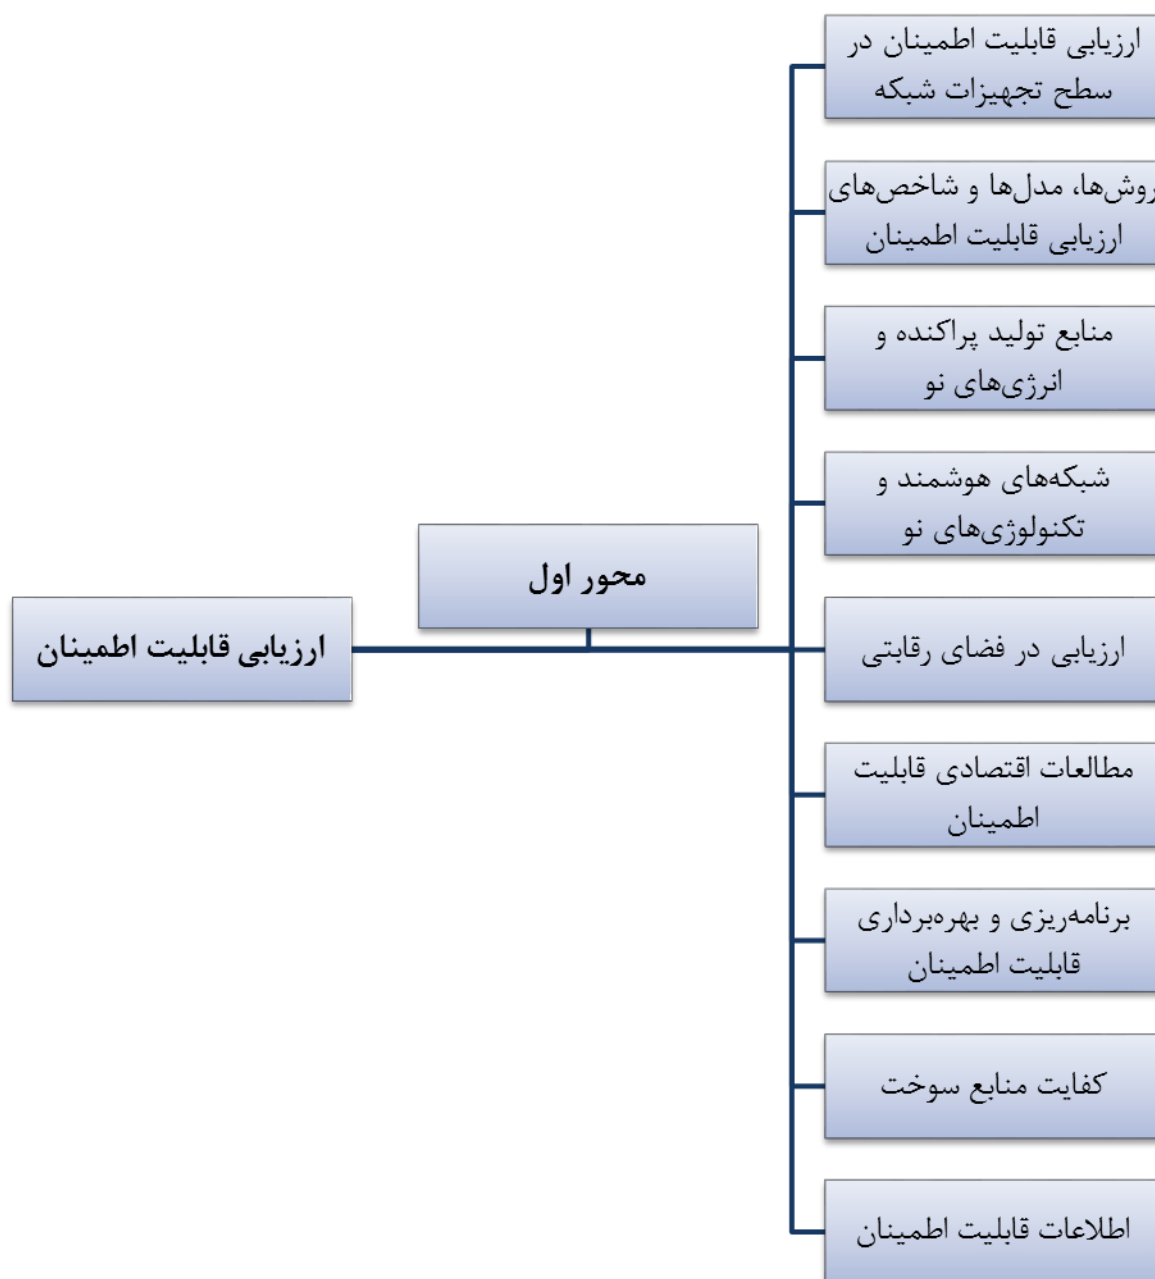 محور اول
ارزیابی قابلیت اطمینان
ارزیابی قابلیت اطمینان در
سطح تجهیزات شبکه
روش‌ها، مدل‌ها و شاخص‌های
ارزیابی قابلیت اطمینان
منابع تولید پراکنده و
انرژی‌های نو
شبکه‌های هوشمند و
تکنولوژی‌های نو
ارزیابی در فضای رقابتی
مطالعات اقتصادی قابلیت
اطمینان
برنامه‌ریزی و بهره‌برداری
قابلیت اطمینان
کفایت منابع سوخت
اطلاعات قابلیت اطمینان